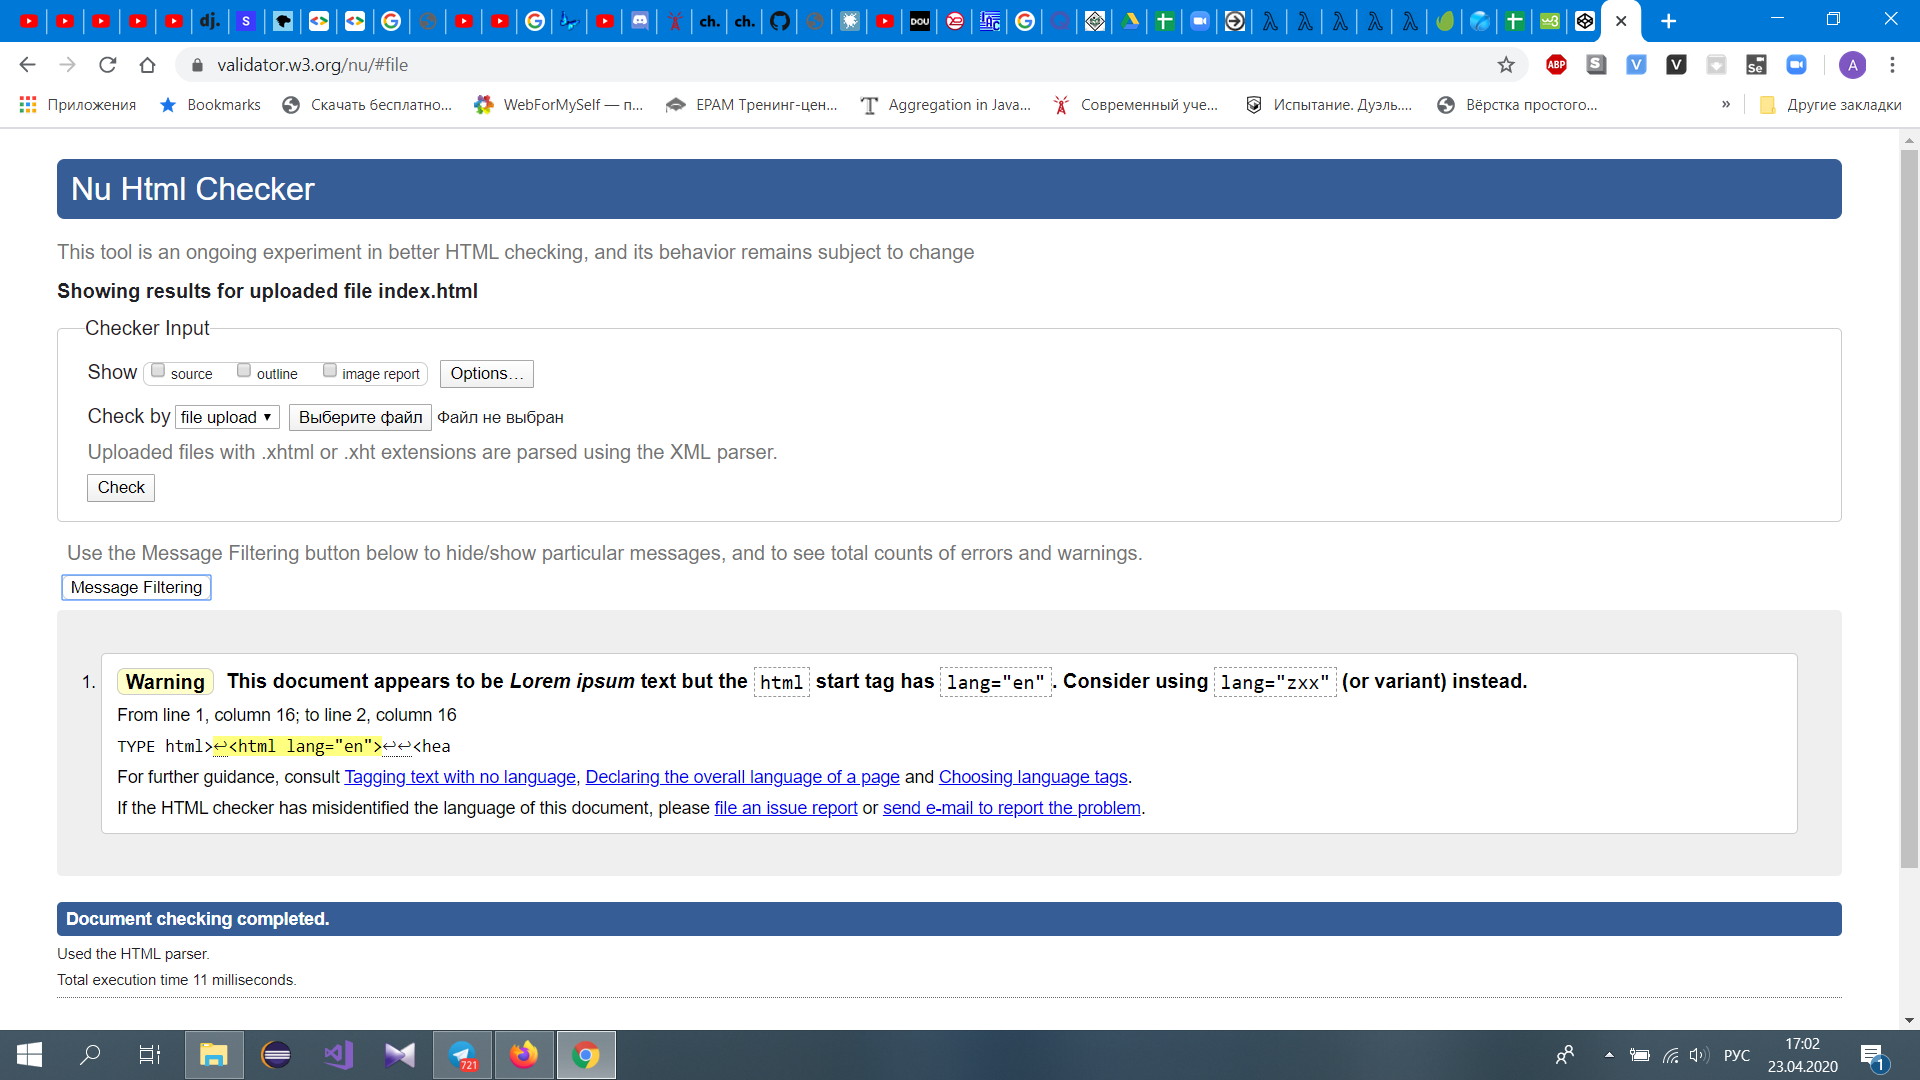 dj.
S
ch.
ch.
DOU
validator.w3.org/nu/#file
ABP
S
V
V
Se
A
Приложения
Bookmarks
Скачать бесплатно...
WebForMySelf — п...
EPAM Тренинг-цен...
Aggregation in Java...
Современный уче...
Испытание. Дуэль....
Вёрстка простого...
»
Другие закладки
Nu Html Checker
This tool is an ongoing experiment in better HTML checking, and its behavior remains subject to change
Showing results for uploaded file index.html
Checker Input
Show source outline image report Options...
Check by file upload Выберите файл Файл не выбран
Uploaded files with .xhtml or .xht extensions are parsed using the XML parser.
Check
Use the Message Filtering button below to hide/show particular messages, and to see total counts of errors and warnings.
Message Filtering
1. Warning This document appears to be Lorem ipsum text but the html start tag has lang="en". Consider using lang="zxx" (or variant) instead.
From line 1, column 16; to line 2, column 16
TYPE html>↩<html lang="en">↩↩<hea
For further guidance, consult Tagging text with no language, Declaring the overall language of a page and Choosing language tags.
If the HTML checker has misidentified the language of this document, please file an issue report or send e-mail to report the problem.
Document checking completed.
Used the HTML parser.
Total execution time 11 milliseconds.
721
РУС
17:02
23.04.2020
1